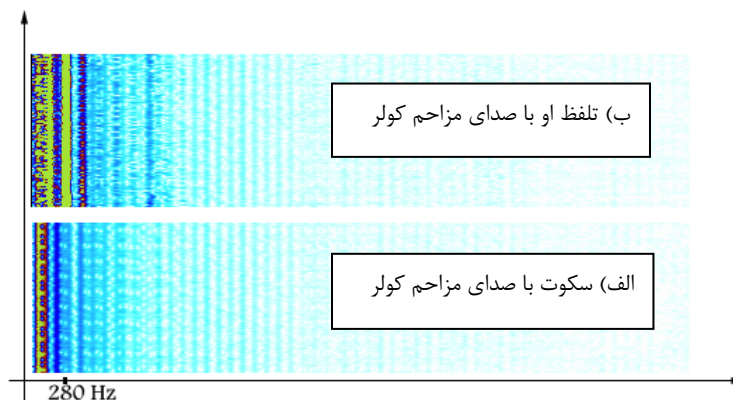 ب) تلفظ او با صدای مزاحم کولر
الف) سکوت با صدای مزاحم کولر
280 Hz